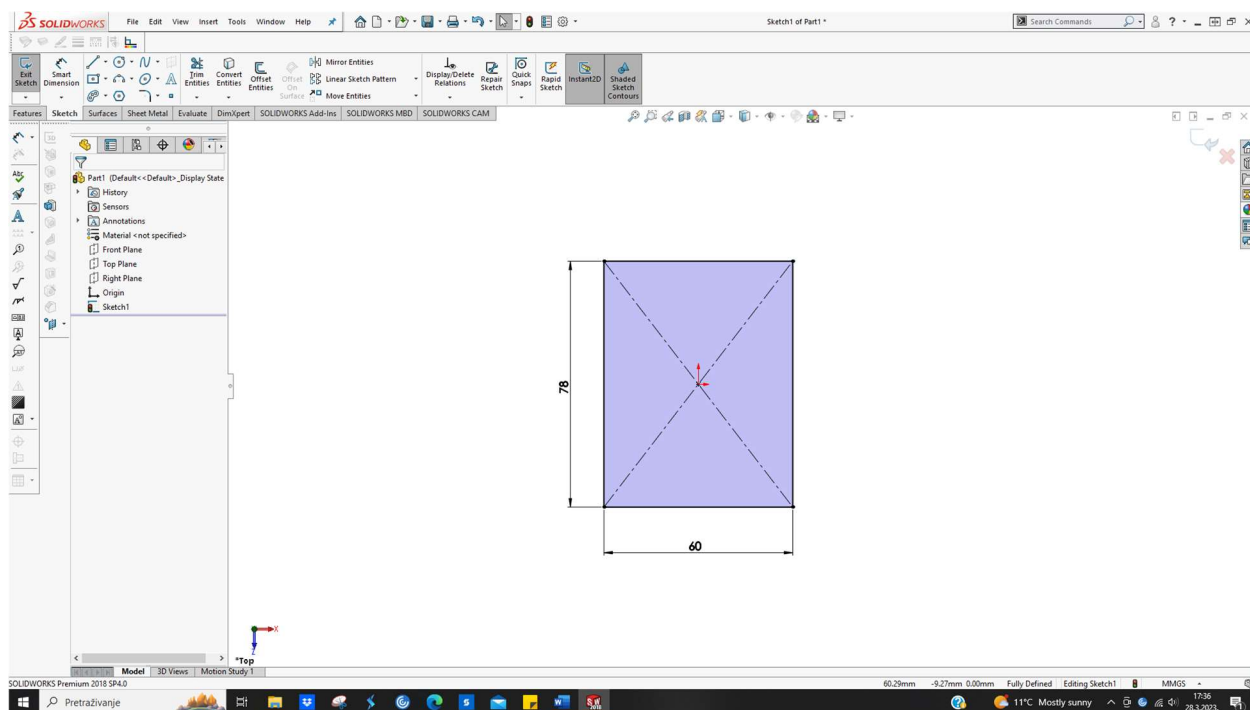 SOLIDWORKS File Edit View Insert Tools Window Help Sketch1 of Part1 * Search Commands
Exit Sketch
Smart Dimension
Trim Entities
Convert Entities
Offset Entities
Offset On Surface
Mirror Entities
Linear Sketch Pattern
Move Entities
Display/Delete Relations
Repair Sketch
Quick Snaps
Rapid Sketch
Instant2D
Shaded Sketch Contours
Features Sketch Surfaces Sheet Metal Evaluate DimXpert SOLIDWORKS Add-Ins SOLIDWORKS MBD SOLIDWORKS CAM
Part1 (Default<<Default>_Display State
History
Sensors
Annotations
Material <not specified>
Front Plane
Top Plane
Right Plane
Origin
Sketch1
78
60
X
Z
*Top
Model 3D Views Motion Study 1
SOLIDWORKS Premium 2018 SP4.0 60.29mm -9.27mm 0.00mm Fully Defined Editing Sketch1 MMGS
Pretraživanje 11°C Mostly sunny 17:36
28.3.2023.